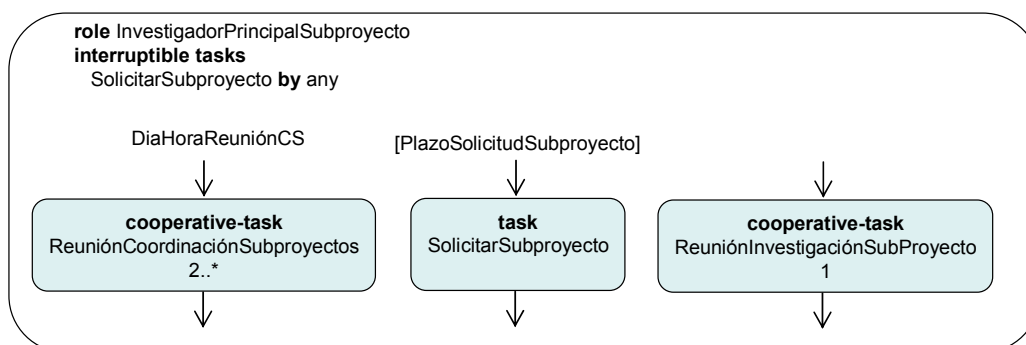 role InvestigadorPrincipalSubproyecto
interruptible tasks
SolicitarSubproyecto by any
DiaHoraReuniónCS
[PlazoSolicitudSubproyecto]
cooperative-task
ReuniónCoordinaciónSubproyectos
2..*
task
SolicitarSubproyecto
cooperative-task
ReuniónInvestigaciónSubProyecto
1